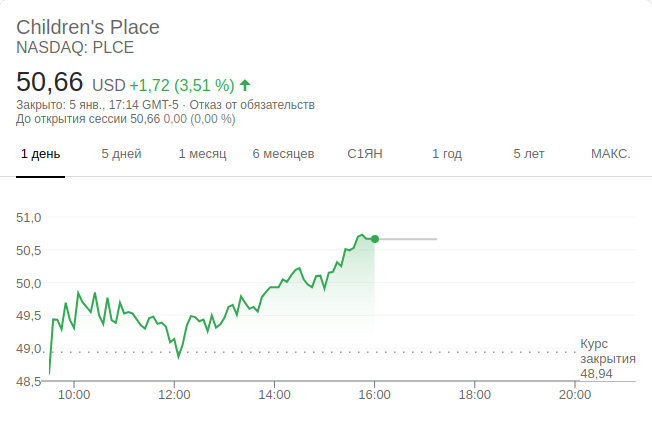 Children's Place
NASDAQ: PLCE
50,66 USD +1,72 (3,51 %)
Закрыто: 5 янв., 17:14 GMT-5 · Отказ от обязательств
До открытия сессии 50,66 0,00 (0,00 %)
1 день 5 дней 1 месяц 6 месяцев С1ЯН 1 год 5 лет МАКС.
51,0
50,5
50,0
49,5
49,0
48,5
Курс
закрытия
48,94
10:00 12:00 14:00 16:00 18:00 20:00